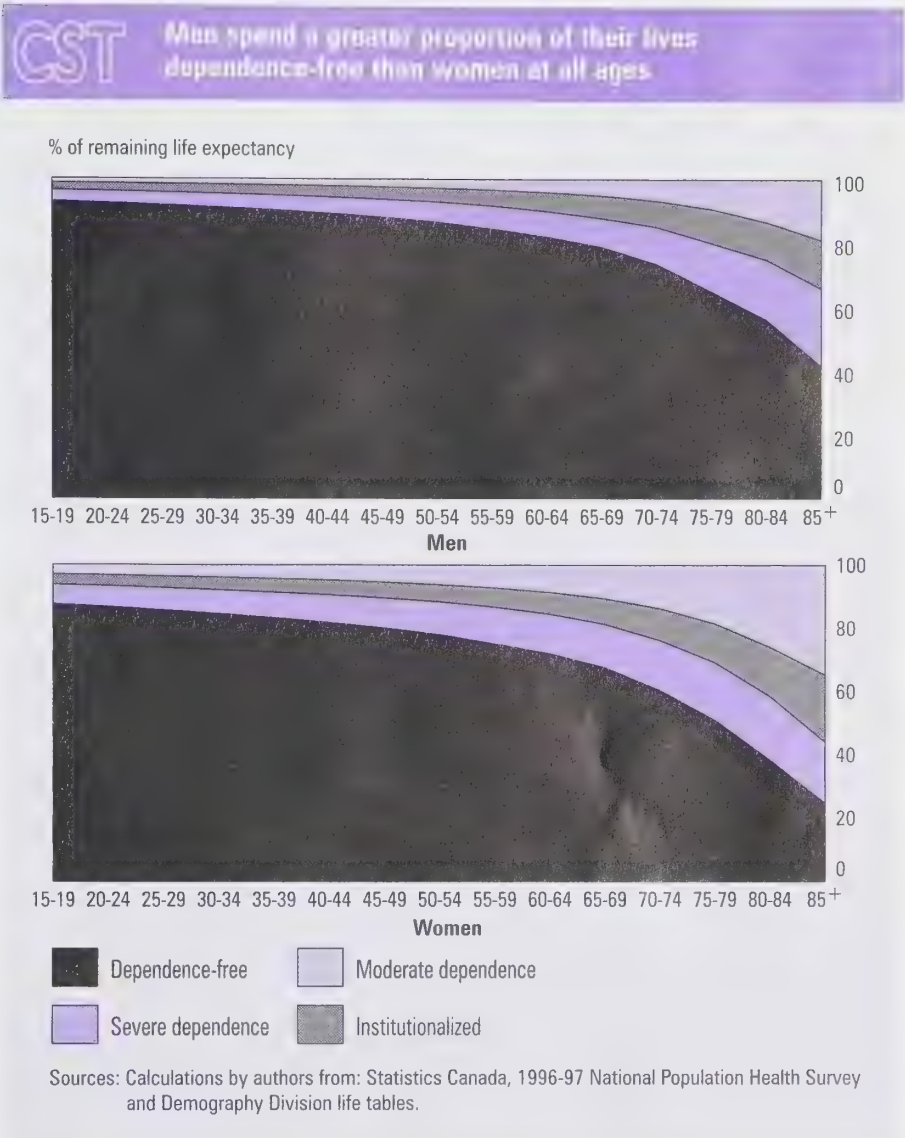 CST
Men spend a greater proportion of their lives
dependence-free than women at all ages
% of remaining life expectancy
100
80
60
40
20
0
15-19 20-24 25-29 30-34 35-39 40-44 45-49 50-54 55-59 60-64 65-69 70-74 75-79 80-84 85+
Men
100
80
60
40
20
0
15-19 20-24 25-29 30-34 35-39 40-44 45-49 50-54 55-59 60-64 65-69 70-74 75-79 80-84 85+
Women
Dependence-free Moderate dependence
Severe dependence Institutionalized
Sources: Calculations by authors from: Statistics Canada, 1996-97 National Population Health Survey
and Demography Division life tables.